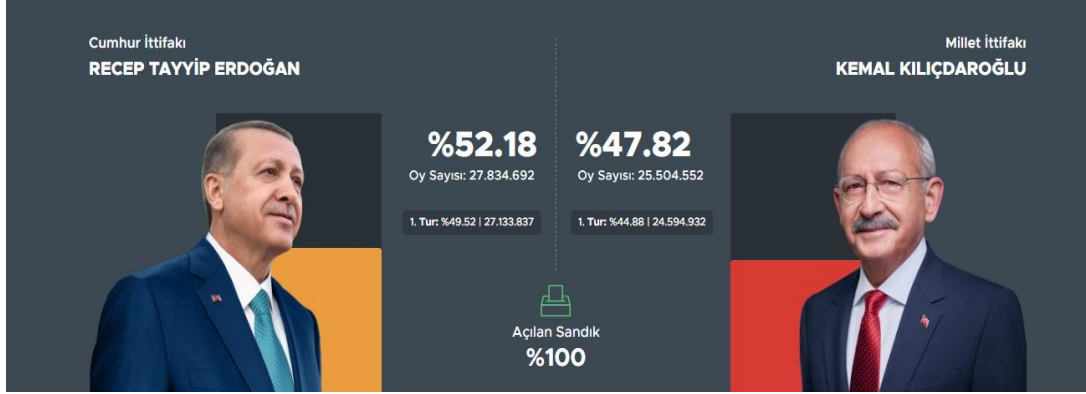 Cumhur İttifakı
RECEP TAYYİP ERDOĞAN
Millet İttifakı
KEMAL KILIÇDAROĞLU
%52.18
Oy Sayısı: 27.834.692
1. Tur: %49.52 | 27.133.837
%47.82
Oy Sayısı: 25.504.552
1. Tur: %44.88 | 24.594.932
Açılan Sandık
%100